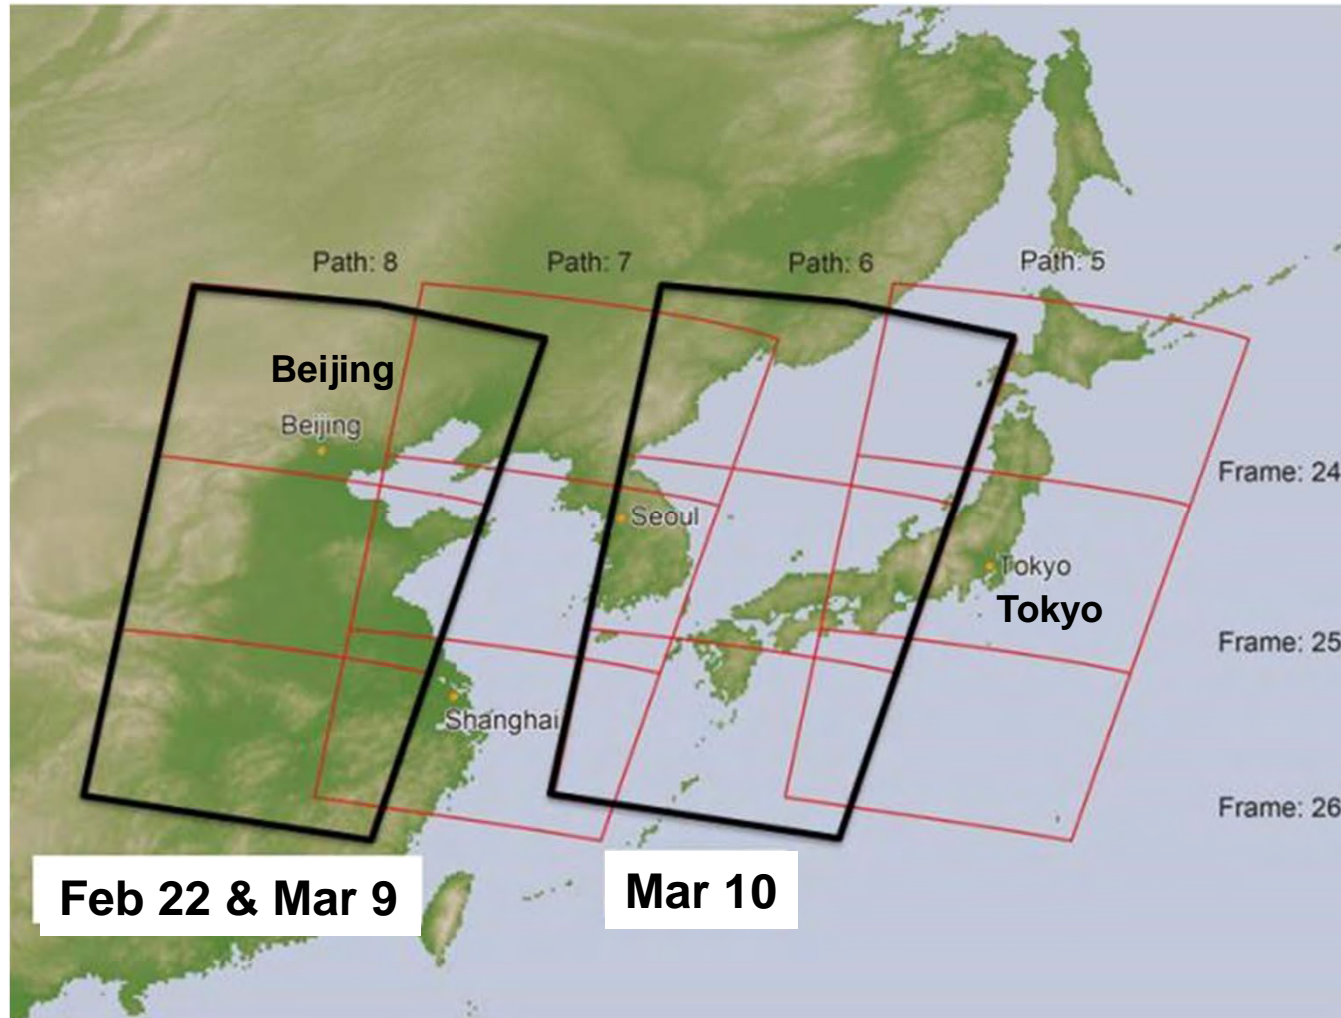 Path: 8
Path: 7
Path: 6
Path: 5
Beijing
Beijing
Frame: 24
Seoul
Tokyo
Tokyo
Frame: 25
Shanghai
Frame: 26
Feb 22 & Mar 9
Mar 10